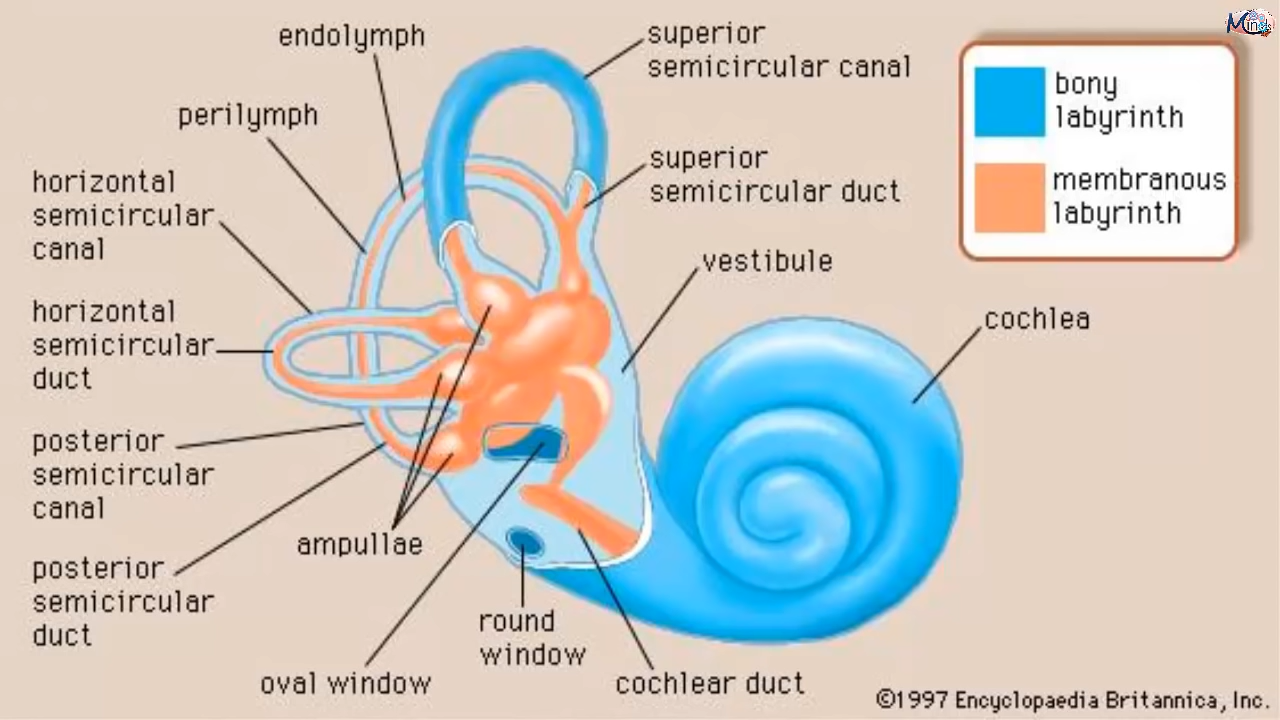 endolymph
superior
semicircular canal
perilymph
horizontal
semicircular
canal
superior
semicircular duct
bony
labyrinth
membranous
labyrinth
vestibule
horizontal
semicircular
duct
cochlea
posterior
semicircular
canal
ampullae
posterior
semicircular
duct
round
window
oval window
cochlear duct
©1997 Encyclopaedia Britannica, Inc.